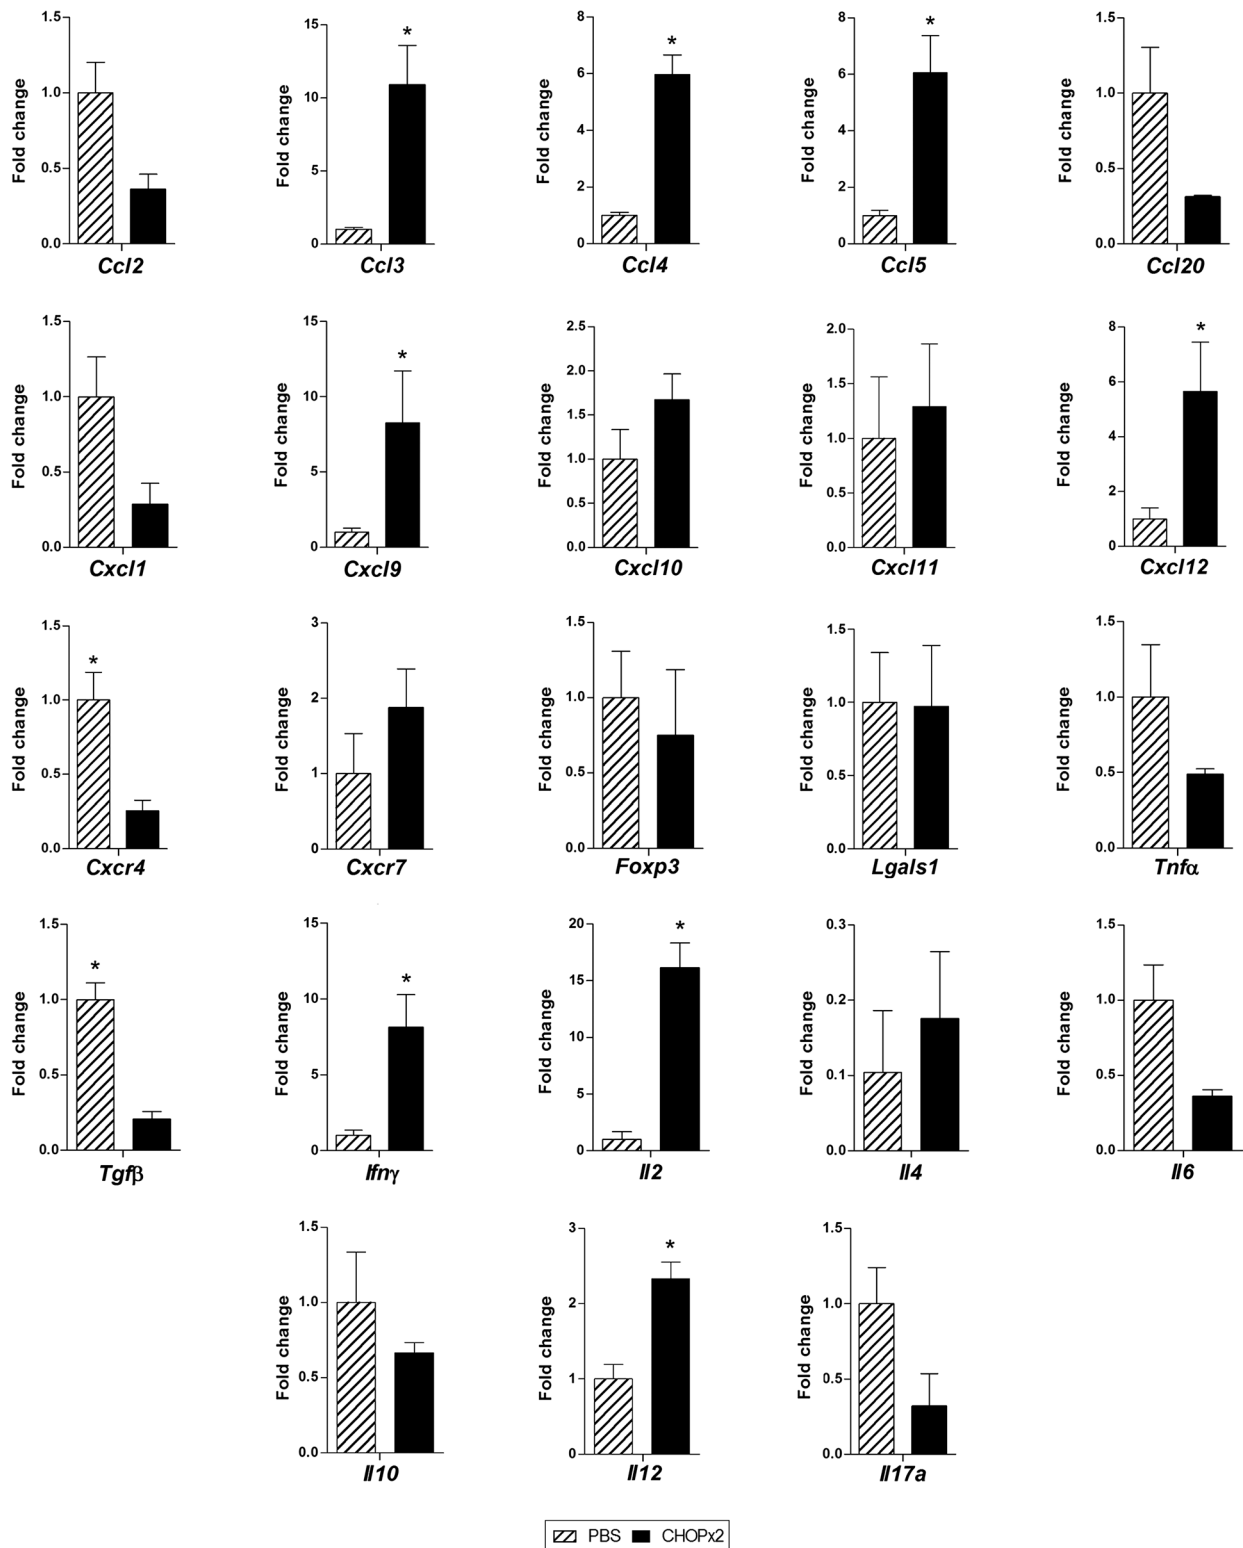 Fold change
1.5
1.0
0.5
0.0
Ccl2
Fold change
15
10
5
0
*
Ccl3
Fold change
8
6
4
2
0
*
Ccl4
Fold change
8
6
4
2
0
*
Ccl5
Fold change
1.5
1.0
0.5
0.0
Ccl20
Fold change
1.5
1.0
0.5
0.0
Cxcl1
Fold change
15
10
5
0
*
Cxcl9
Fold change
2.5
2.0
1.5
1.0
0.5
0.0
Cxcl10
Fold change
2.0
1.5
1.0
0.5
0.0
Cxcl11
Fold change
8
6
4
2
0
*
Cxcl12
Fold change
1.5
1.0
0.5
0.0
*
Cxcr4
Fold change
3
2
1
0
Cxcr7
Fold change
1.5
1.0
0.5
0.0
Foxp3
Fold change
1.5
1.0
0.5
0.0
Lgals1
Fold change
1.5
1.0
0.5
0.0
Tnfα
Fold change
1.5
1.0
0.5
0.0
*
Tgfβ
Fold change
15
10
5
0
*
Ifnγ
Fold change
20
15
10
5
0
*
Il2
Fold change
0.3
0.2
0.1
0.0
Il4
Fold change
1.5
1.0
0.5
0.0
Il6
Fold change
1.5
1.0
0.5
0.0
Il10
Fold change
3
2
1
0
*
Il12
Fold change
1.5
1.0
0.5
0.0
Il17a
PBS CHOPx2